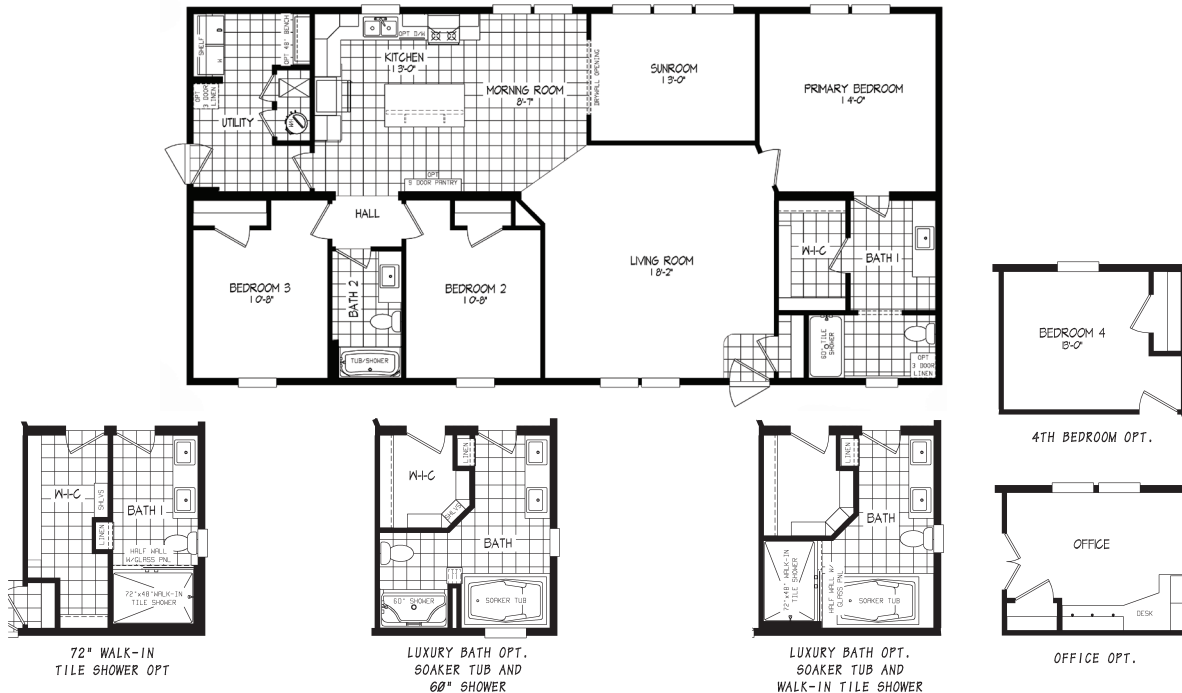 SHELF
W
OPT 48" BENCH
OPT
3 DOOR
LINEN
UTILITY
W/H
KITCHEN
13'-0"
OPT D/W
MORNING ROOM
8'-7"
OPT
9 DOOR PANTRY
DRYWALL OPENING
SUNROOM
13'-0"
PRIMARY BEDROOM
14'-0"
HALL
BEDROOM 3
10'-8"
BATH 2
TUB/SHOWER
BEDROOM 2
10'-8"
LIVING ROOM
18'-2"
W-I-C
BATH 1
60" TILE
SHOWER
OPT
3 DOOR
LINEN
BEDROOM 4
13'-0"
4TH BEDROOM OPT.
W-I-C
SHLVS
LINEN
BATH 1
HALF WALL
W/GLASS PNL
72"x48" WALK-IN
TILE SHOWER
72" WALK-IN
TILE SHOWER OPT
W-I-C
LINEN
SHLVS
BATH
60" SHOWER
SOAKER TUB
LUXURY BATH OPT.
SOAKER TUB AND
60" SHOWER
LINEN
BATH
72"x48" WALK-IN
TILE SHOWER
HALF WALL W/
GLASS PNL
SOAKER TUB
LUXURY BATH OPT.
SOAKER TUB AND
WALK-IN TILE SHOWER
OFFICE
DESK
OFFICE OPT.